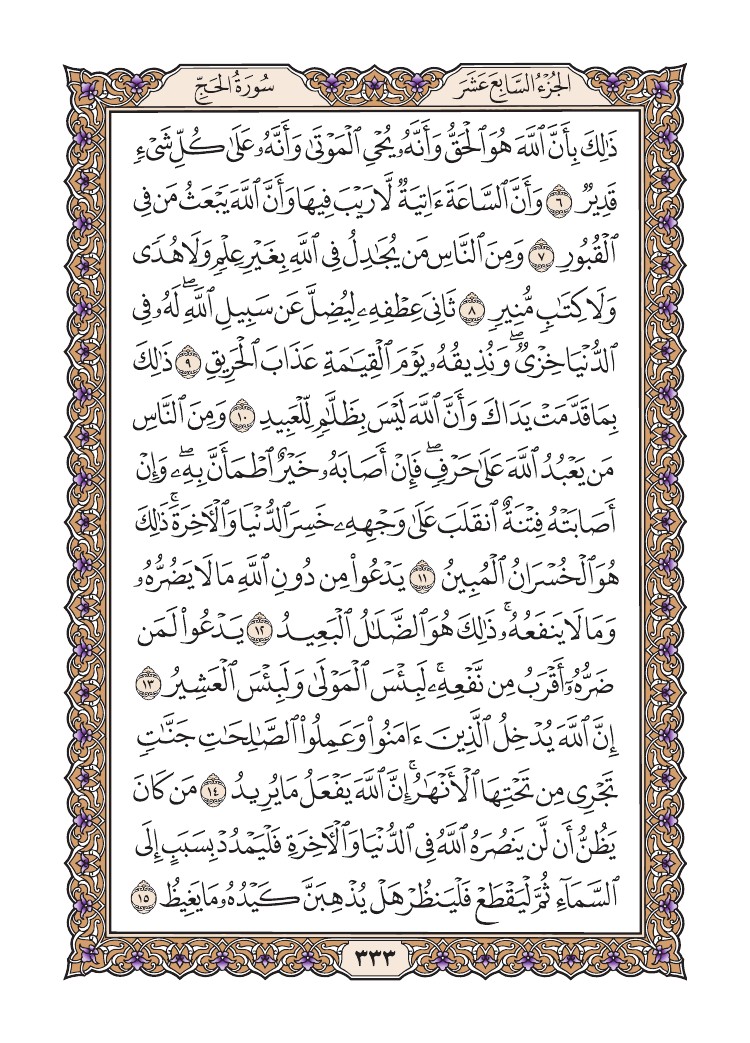 الجُزْءُ السَّابِعَ عَشَرَ
سُورَةُ الحَجِّ
ذَٰلِكَ بِأَنَّ ٱللَّهَ هُوَ ٱلۡحَقُّ وَأَنَّهُۥ يُحۡيِ ٱلۡمَوۡتَىٰ وَأَنَّهُۥ عَلَىٰ كُلِّ شَيۡءٖ
قَدِيرٞ ٦ وَأَنَّ ٱلسَّاعَةَ ءَاتِيَةٞ لَّا رَيۡبَ فِيهَا وَأَنَّ ٱللَّهَ يَبۡعَثُ مَن فِي
ٱلۡقُبُورِ ٧ وَمِنَ ٱلنَّاسِ مَن يُجَٰدِلُ فِي ٱللَّهِ بِغَيۡرِ عِلۡمٖ وَلَا هُدٗى
وَلَا كِتَٰبٖ مُّنِيرٖ ٨ ثَانِيَ عِطۡفِهِۦ لِيُضِلَّ عَن سَبِيلِ ٱللَّهِۖ لَهُۥ فِي
ٱلدُّنۡيَا خِزۡيٞۖ وَنُذِيقُهُۥ يَوۡمَ ٱلۡقِيَٰمَةِ عَذَابَ ٱلۡحَرِيقِ ٩ ذَٰلِكَ
بِمَا قَدَّمَتۡ يَدَاكَ وَأَنَّ ٱللَّهَ لَيۡسَ بِظَلَّٰمٖ لِّلۡعَبِيدِ ١٠ وَمِنَ ٱلنَّاسِ
مَن يَعۡبُدُ ٱللَّهَ عَلَىٰ حَرۡفٖۖ فَإِنۡ أَصَابَهُۥ خَيۡرٌ ٱطۡمَأَنَّ بِهِۦۖ وَإِنۡ
أَصَابَتۡهُ فِتۡنَةٌ ٱنقَلَبَ عَلَىٰ وَجۡهِهِۦ خَسِرَ ٱلدُّنۡيَا وَٱلۡأٓخِرَةَۚ ذَٰلِكَ
هُوَ ٱلۡخُسۡرَانُ ٱلۡمُبِينُ ١١ يَدۡعُواْ مِن دُونِ ٱللَّهِ مَا لَا يَضُرُّهُۥ
وَمَا لَا يَنفَعُهُۥۚ ذَٰلِكَ هُوَ ٱلضَّلَٰلُ ٱلۡبَعِيدُ ١٢ يَدۡعُواْ لَمَن
ضَرُّهُۥٓ أَقۡرَبُ مِن نَّفۡعِهِۦۚ لَبِئۡسَ ٱلۡمَوۡلَىٰ وَلَبِئۡسَ ٱلۡعَشِيرُ ١٣
إِنَّ ٱللَّهَ يُدۡخِلُ ٱلَّذِينَ ءَامَنُواْ وَعَمِلُواْ ٱلصَّٰلِحَٰتِ جَنَّٰتٖ
تَجۡرِي مِن تَحۡتِهَا ٱلۡأَنۡهَٰرُۚ إِنَّ ٱللَّهَ يَفۡعَلُ مَا يُرِيدُ ١٤ مَن كَانَ
يَظُنُّ أَن لَّن يَنصُرَهُ ٱللَّهُ فِي ٱلدُّنۡيَا وَٱلۡأٓخِرَةِ فَلۡيَمۡدُدۡ بِسَبَبٍ إِلَى
ٱلسَّمَآءِ ثُمَّ لۡيَقۡطَعۡ فَلۡيَنظُرۡ هَلۡ يُذۡهِبَنَّ كَيۡدُهُۥ مَا يَغِيظُ ١٥
٣٣٣